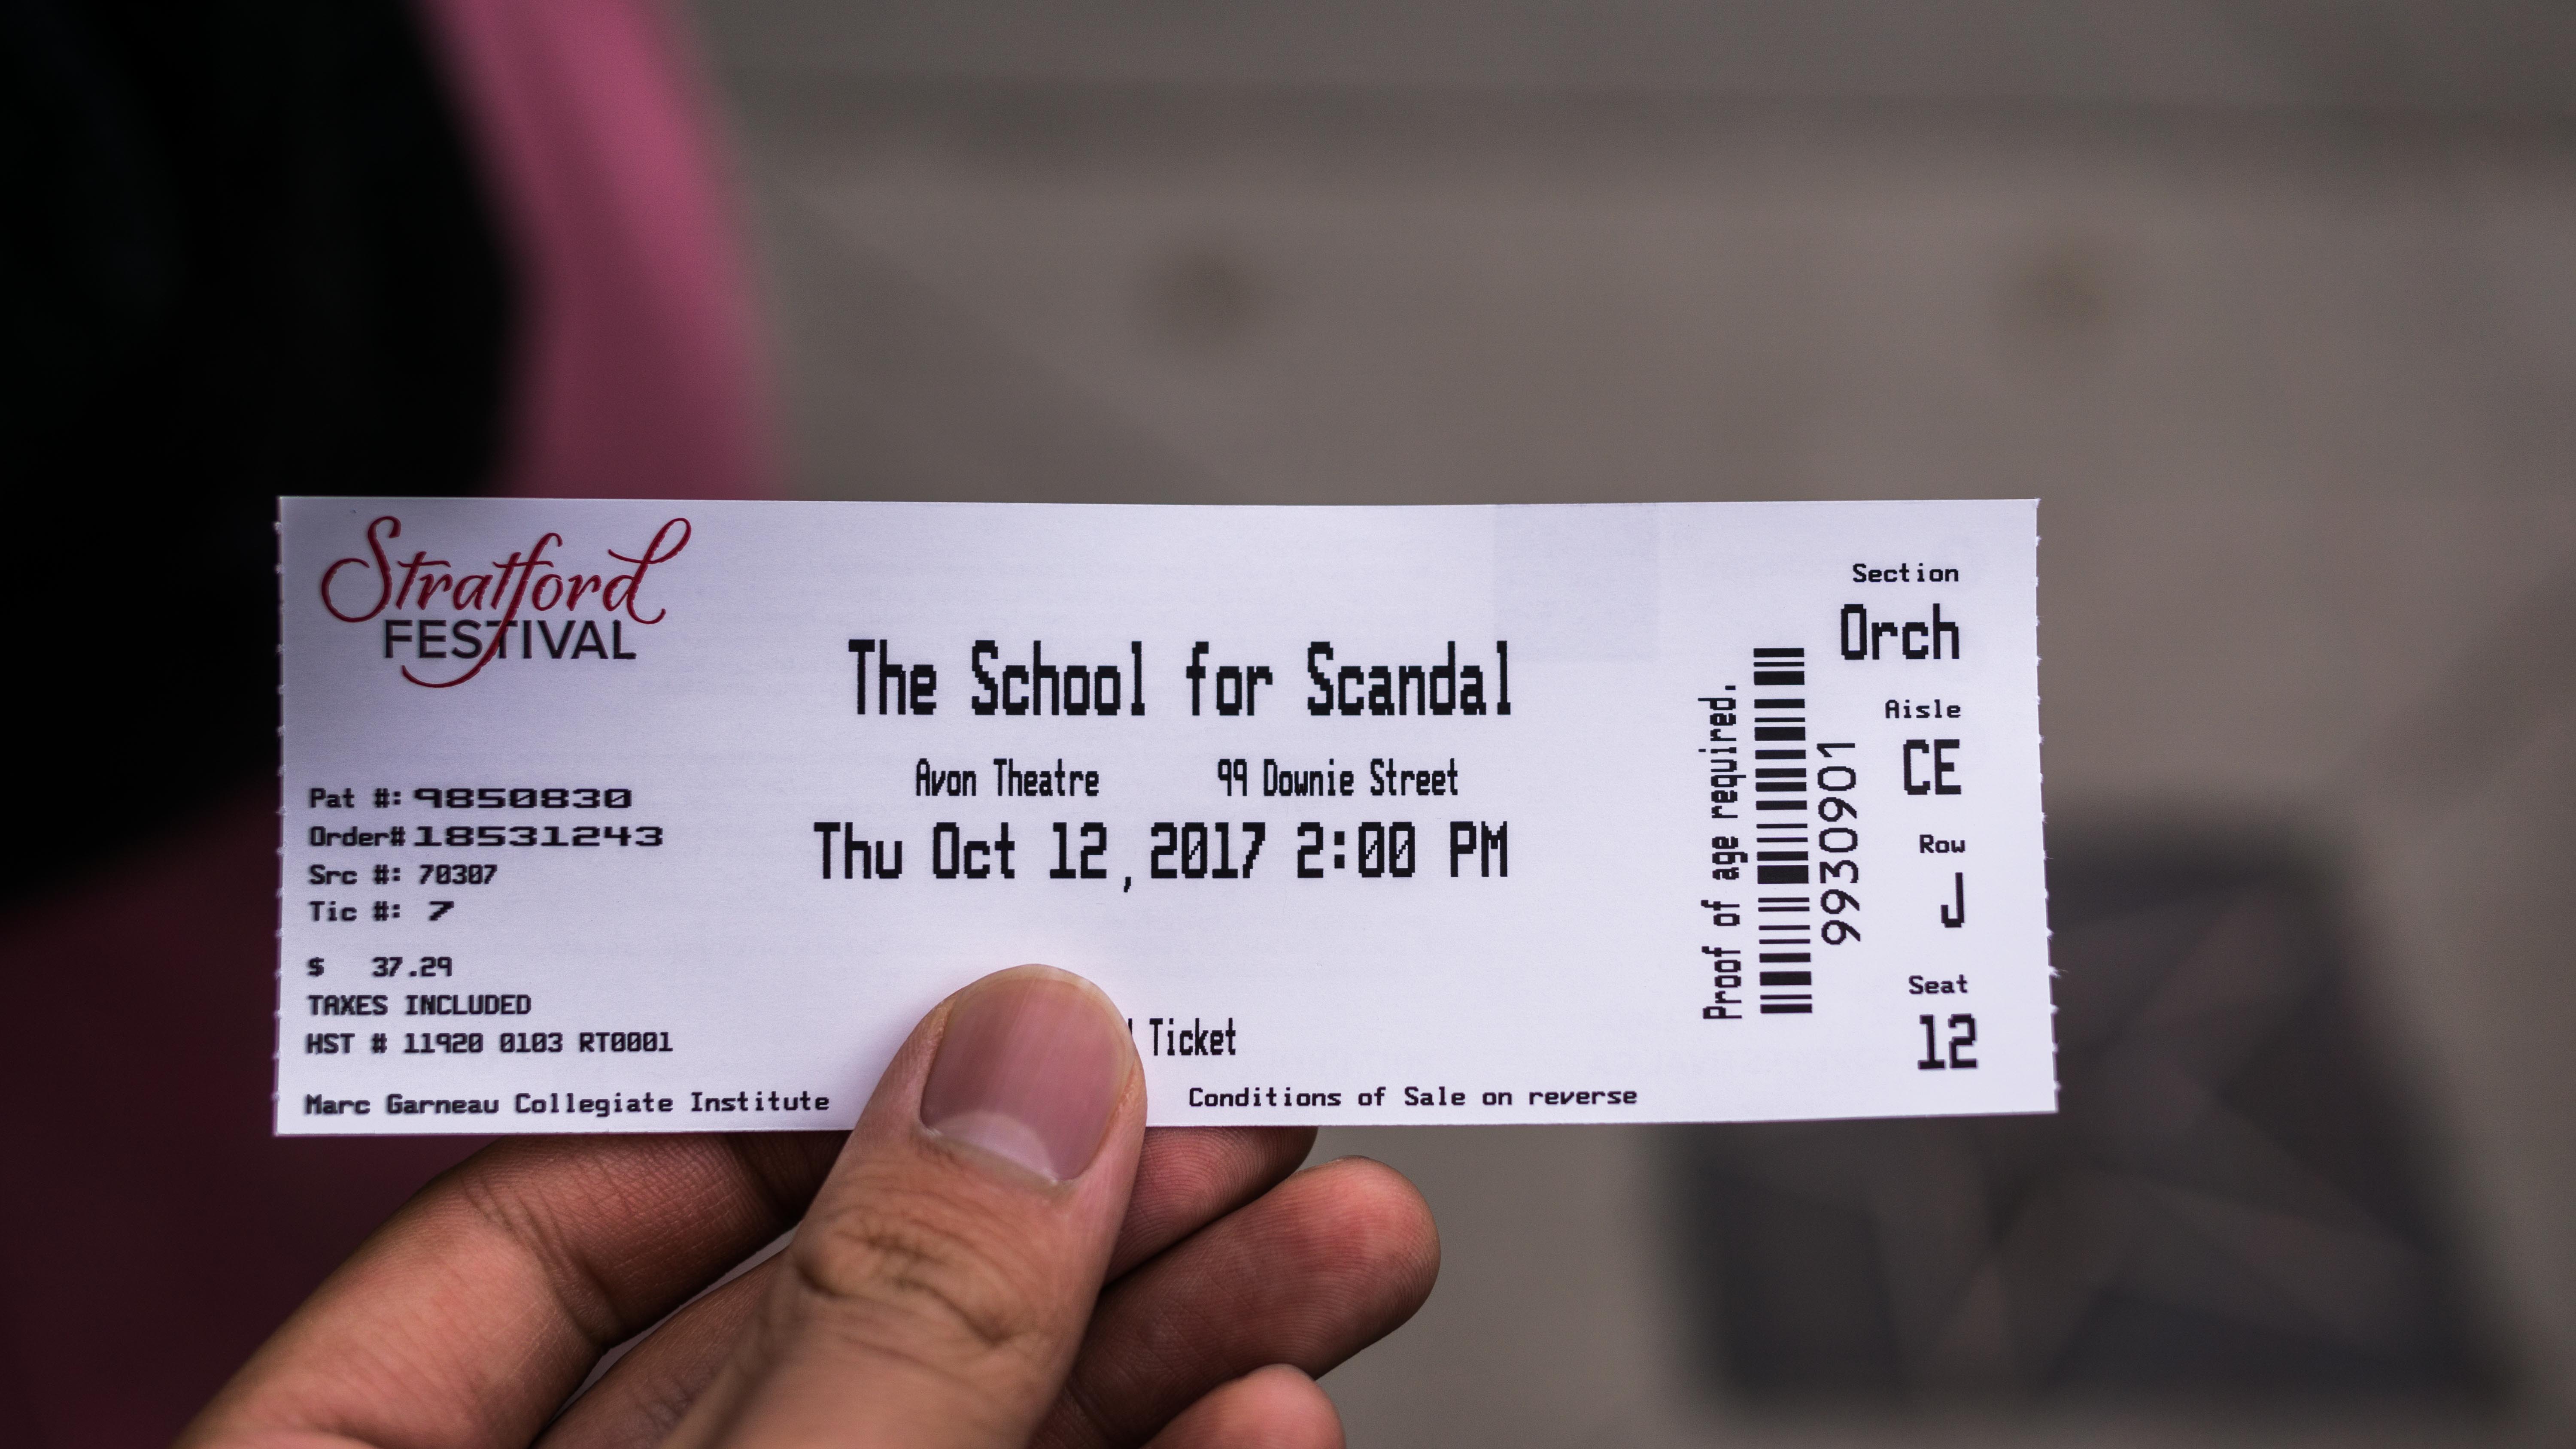 Stratford
FESTIVAL
The School for Scandal
Avon Theatre 99 Downie Street
Thu Oct 12, 2017 2:00 PM
Pat #: 9850830
Order# 18531243
Src #: 70307
Tic #: 7
$ 37.29
TAXES INCLUDED
HST # 11920 0103 RT0001
Marc Garneau Collegiate Institute
Ticket
Conditions of Sale on reverse
Proof of age required.
99309901
Section
Orch
Aisle
CE
Row
J
Seat
12